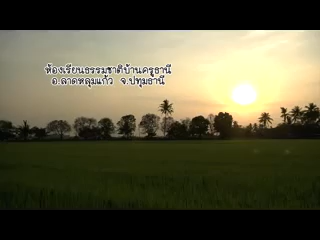 ห้องเรียนธรรมชาติบ้านครูธานี
อ.ลาดหลุมแก้ว จ.ปทุมธานี